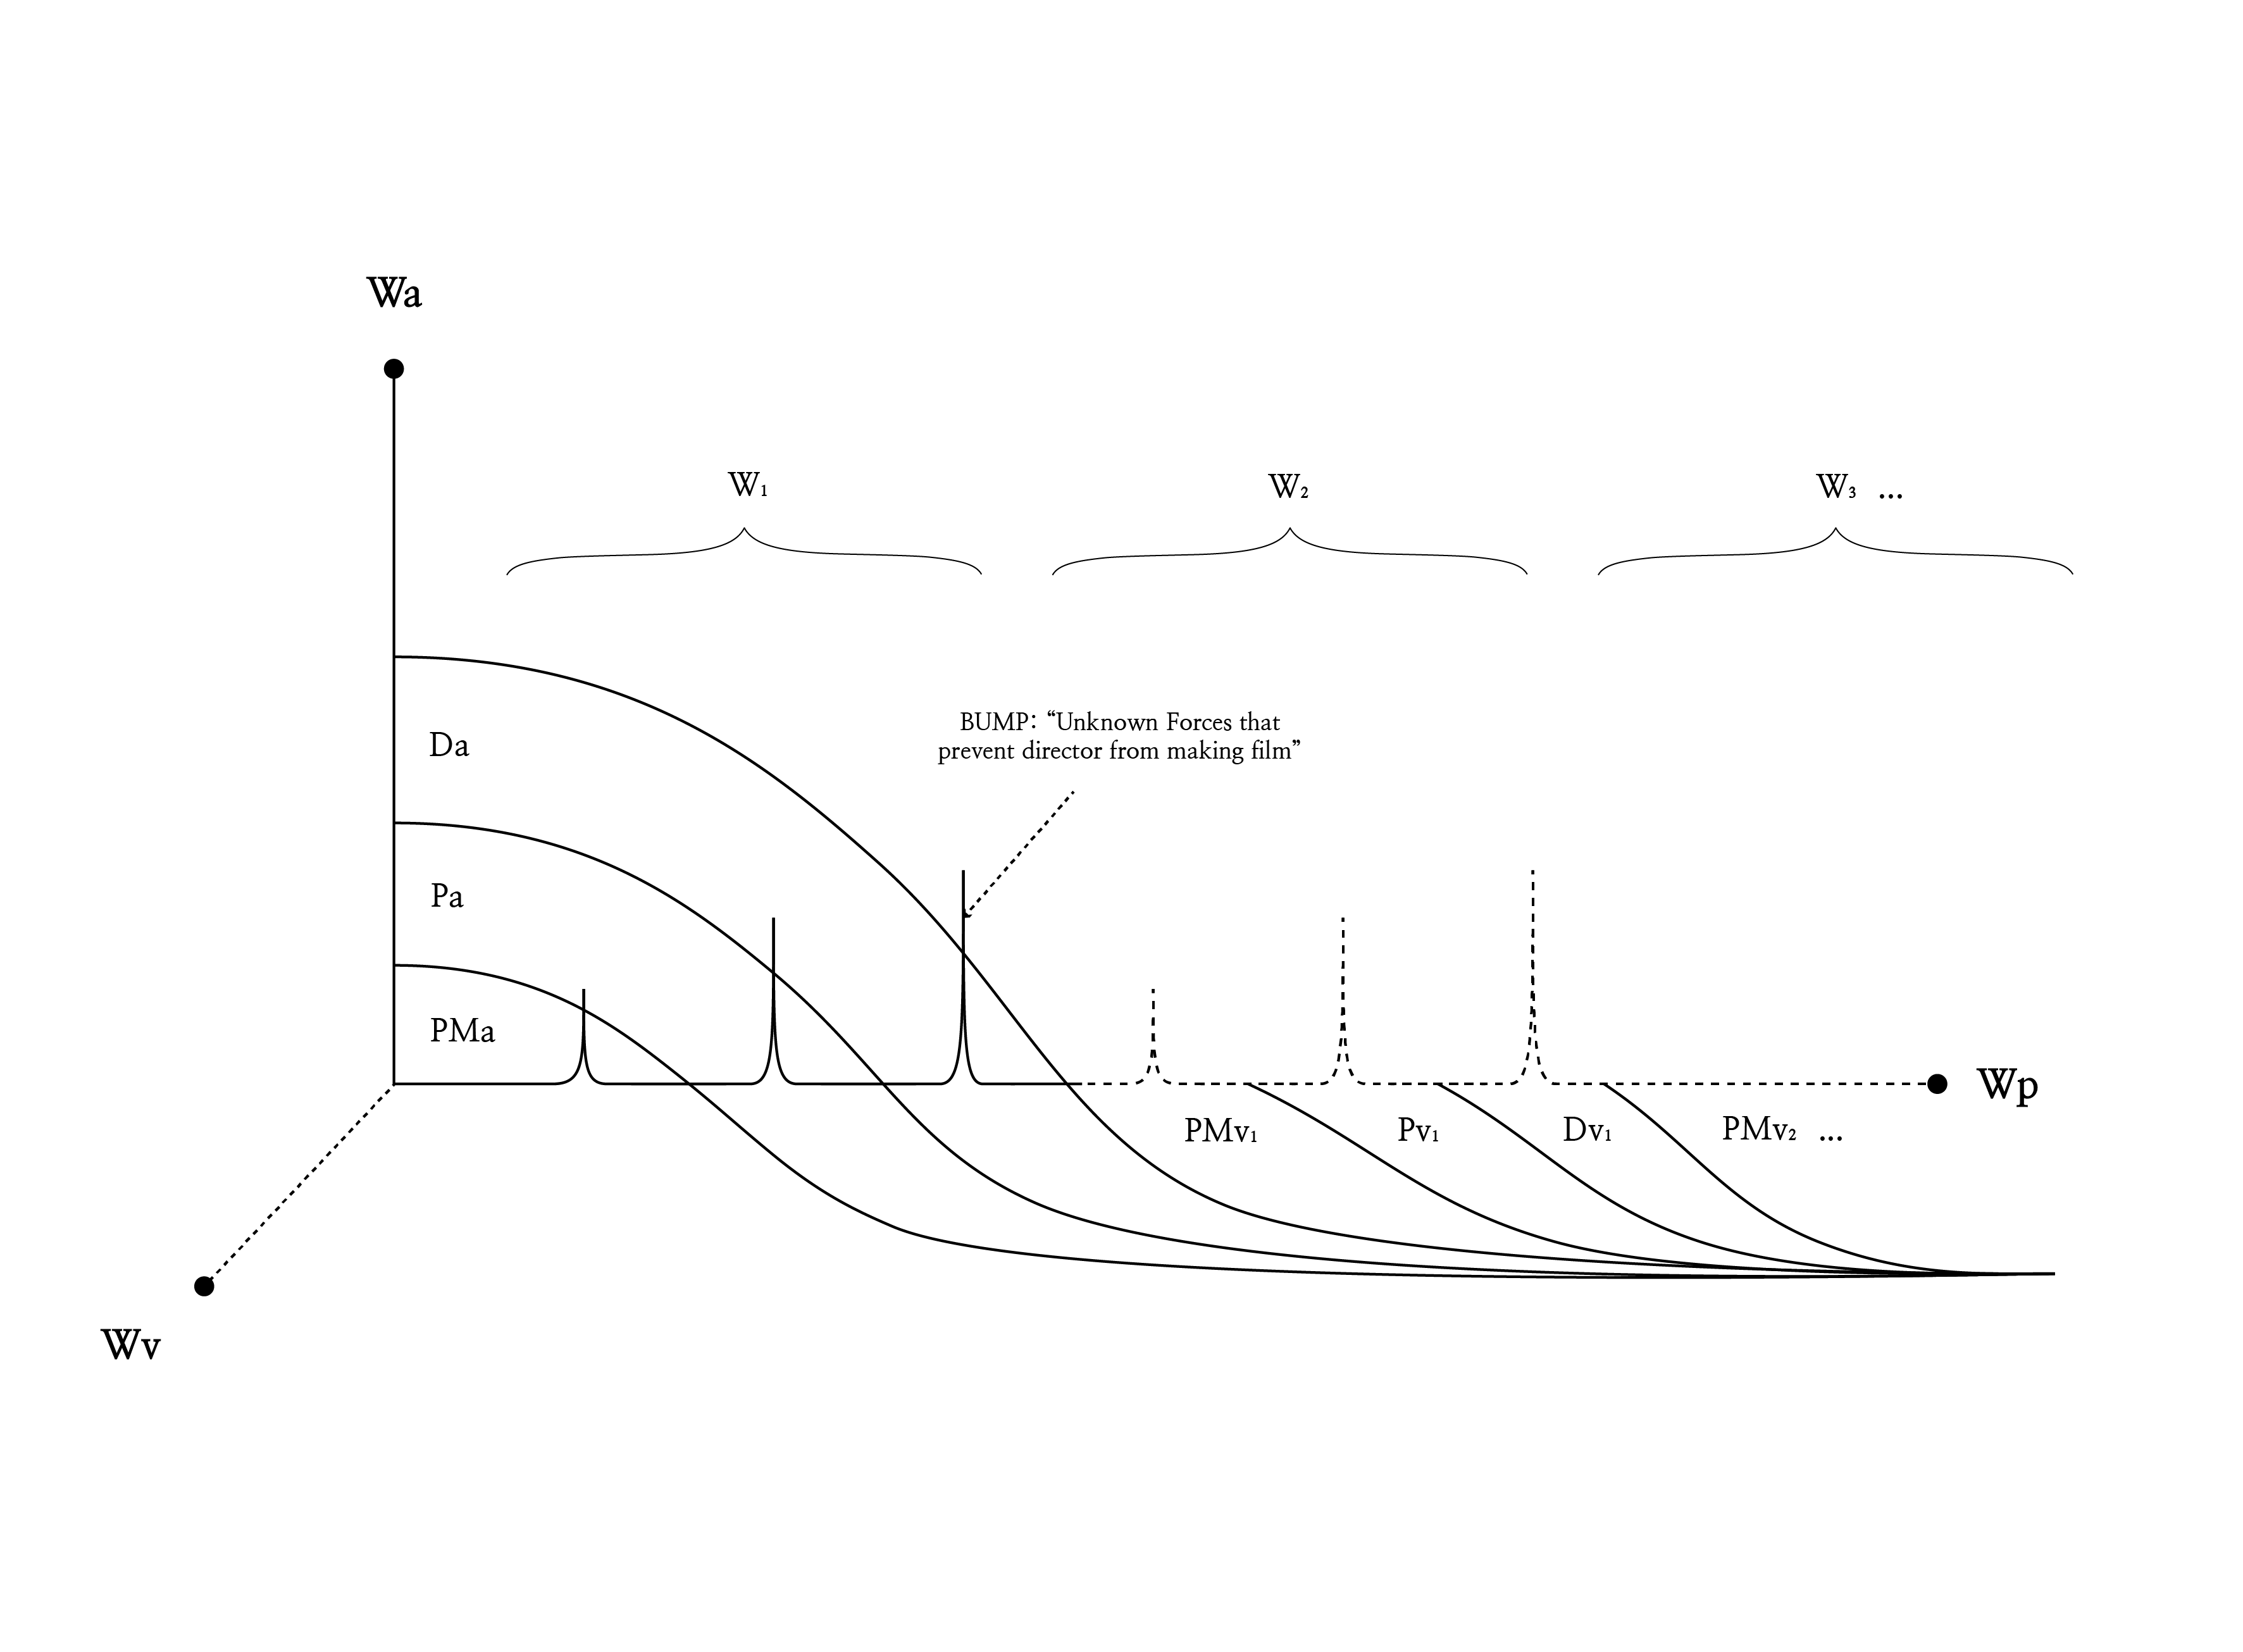 Wa
W₁
W₂
W₃ ...
BUMP: “Unknown Forces that
prevent director from making film”
Da
Pa
PMa
Wp
PMv₁
Pv₁
Dv₁
PMv₂ ...
Wv